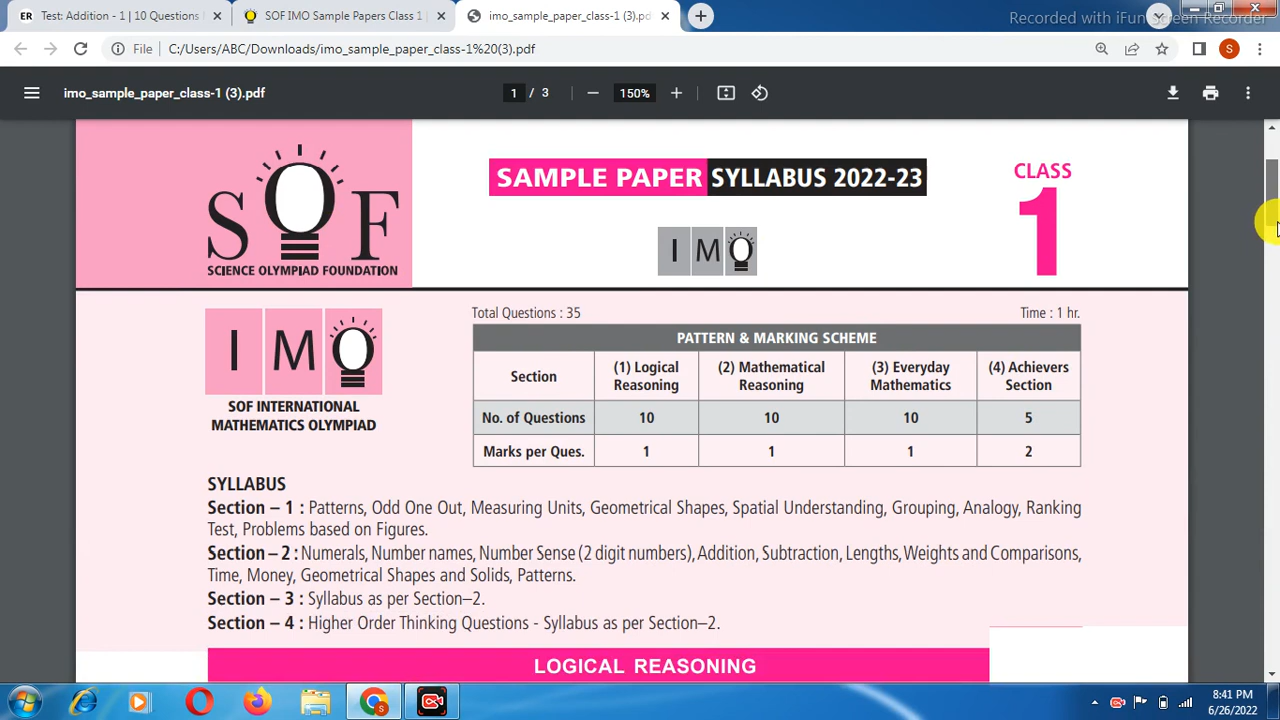 Test: Addition - 1 | 10 Questions
SOF IMO Sample Papers Class 1
imo_sample_paper_class-1 (3).pdf
Recorded with iFun Screen Recorder
File C:/Users/ABC/Downloads/imo_sample_paper_class-1%20(3).pdf
S
imo_sample_paper_class-1 (3).pdf
1 / 3
150%
SOF
SCIENCE OLYMPIAD FOUNDATION
SAMPLE PAPER SYLLABUS 2022-23
IMO
CLASS
1
IMO
SOF INTERNATIONAL
MATHEMATICS OLYMPIAD
Total Questions : 35 Time : 1 hr.
PATTERN & MARKING SCHEME
Section (1) Logical Reasoning (2) Mathematical Reasoning (3) Everyday Mathematics (4) Achievers Section
No. of Questions 10 10 10 5
Marks per Ques. 1 1 1 2
SYLLABUS
Section – 1 : Patterns, Odd One Out, Measuring Units, Geometrical Shapes, Spatial Understanding, Grouping, Analogy, Ranking
Test, Problems based on Figures.
Section – 2 : Numerals, Number names, Number Sense (2 digit numbers), Addition, Subtraction, Lengths, Weights and Comparisons,
Time, Money, Geometrical Shapes and Solids, Patterns.
Section – 3 : Syllabus as per Section–2.
Section – 4 : Higher Order Thinking Questions - Syllabus as per Section–2.
LOGICAL REASONING
8:41 PM
6/26/2022